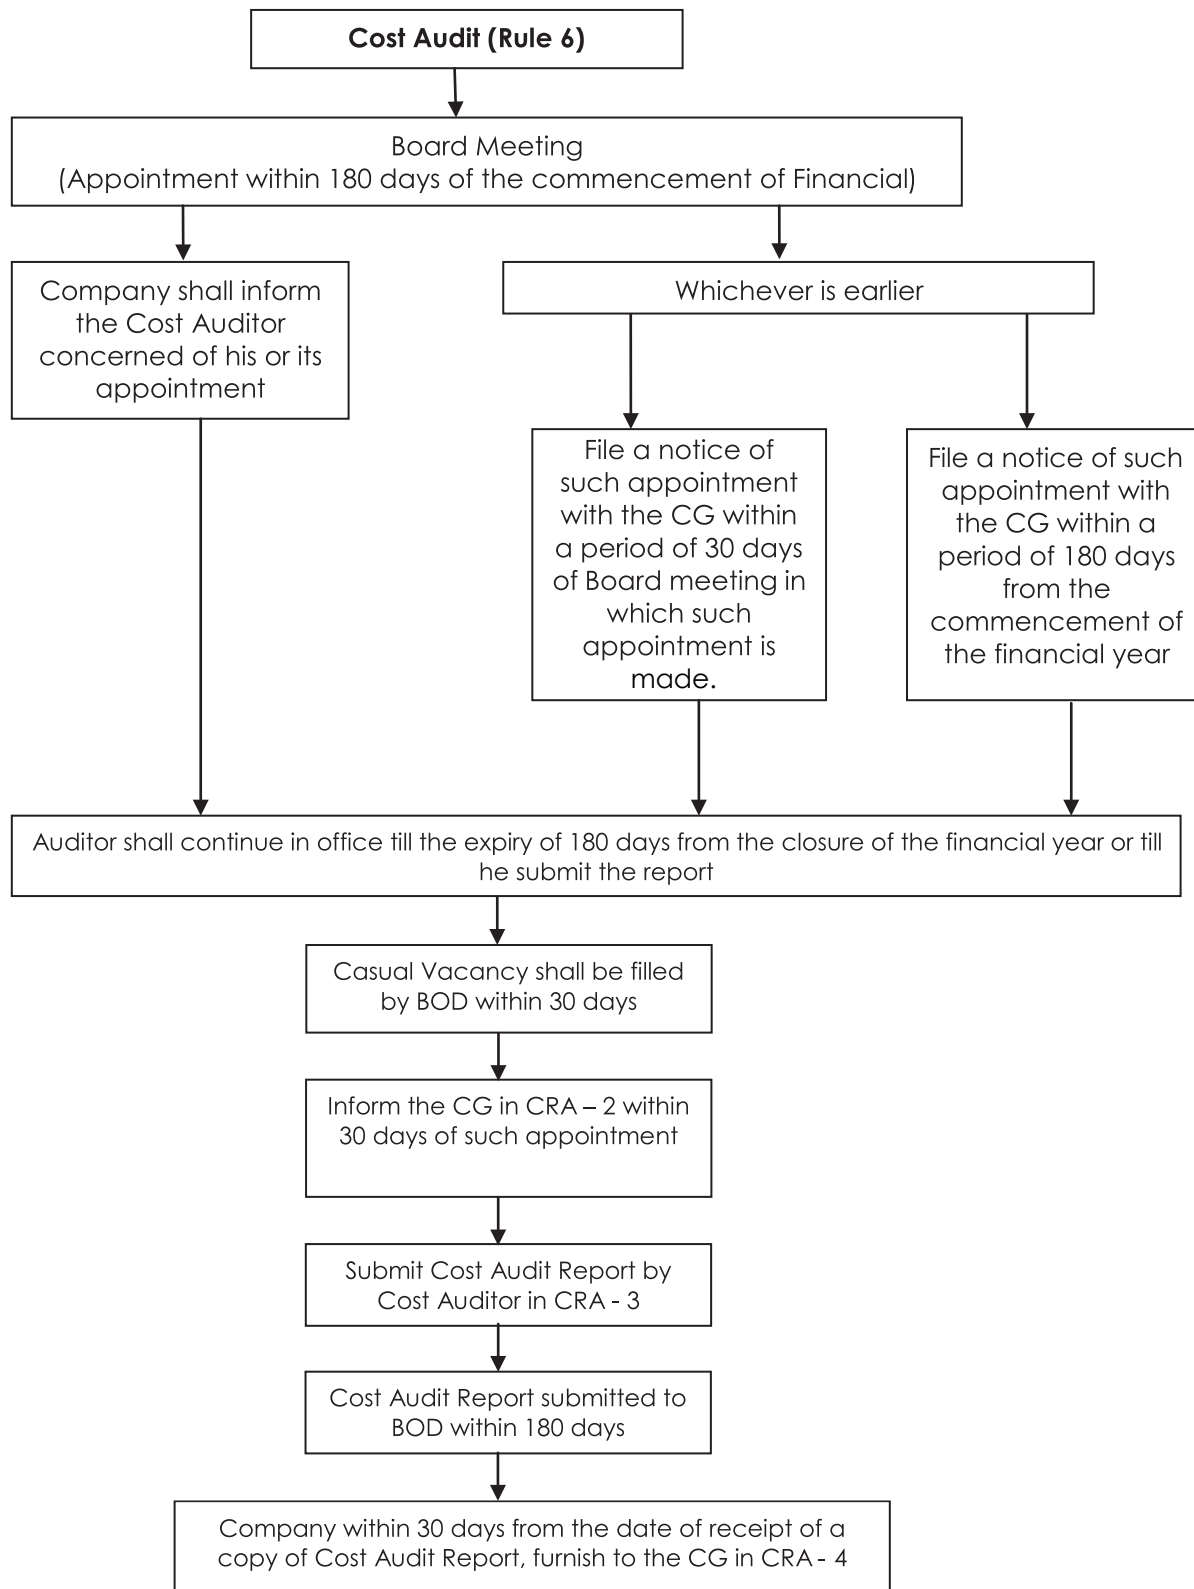 Cost Audit (Rule 6)
Board Meeting
(Appointment within 180 days of the commencement of Financial)
Company shall inform
the Cost Auditor
concerned of his or its
appointment
Whichever is earlier
File a notice of
such appointment
with the CG within
a period of 30 days
of Board meeting in
which such
appointment is
made.
File a notice of such
appointment with
the CG within a
period of 180 days
from the
commencement of
the financial year
Auditor shall continue in office till the expiry of 180 days from the closure of the financial year or till
he submit the report
Casual Vacancy shall be filled
by BOD within 30 days
Inform the CG in CRA – 2 within
30 days of such appointment
Submit Cost Audit Report by
Cost Auditor in CRA - 3
Cost Audit Report submitted to
BOD within 180 days
Company within 30 days from the date of receipt of a
copy of Cost Audit Report, furnish to the CG in CRA - 4